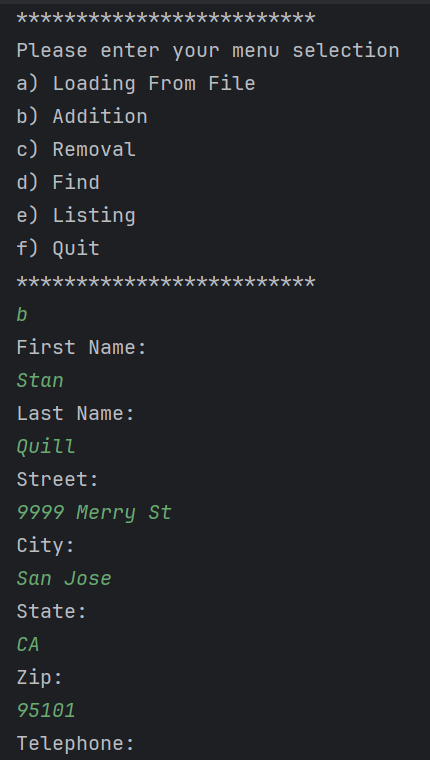 *************************
Please enter your menu selection
a) Loading From File
b) Addition
c) Removal
d) Find
e) Listing
f) Quit
*************************
b
First Name:
Stan
Last Name:
Quill
Street:
9999 Merry St
City:
San Jose
State:
CA
Zip:
95101
Telephone: